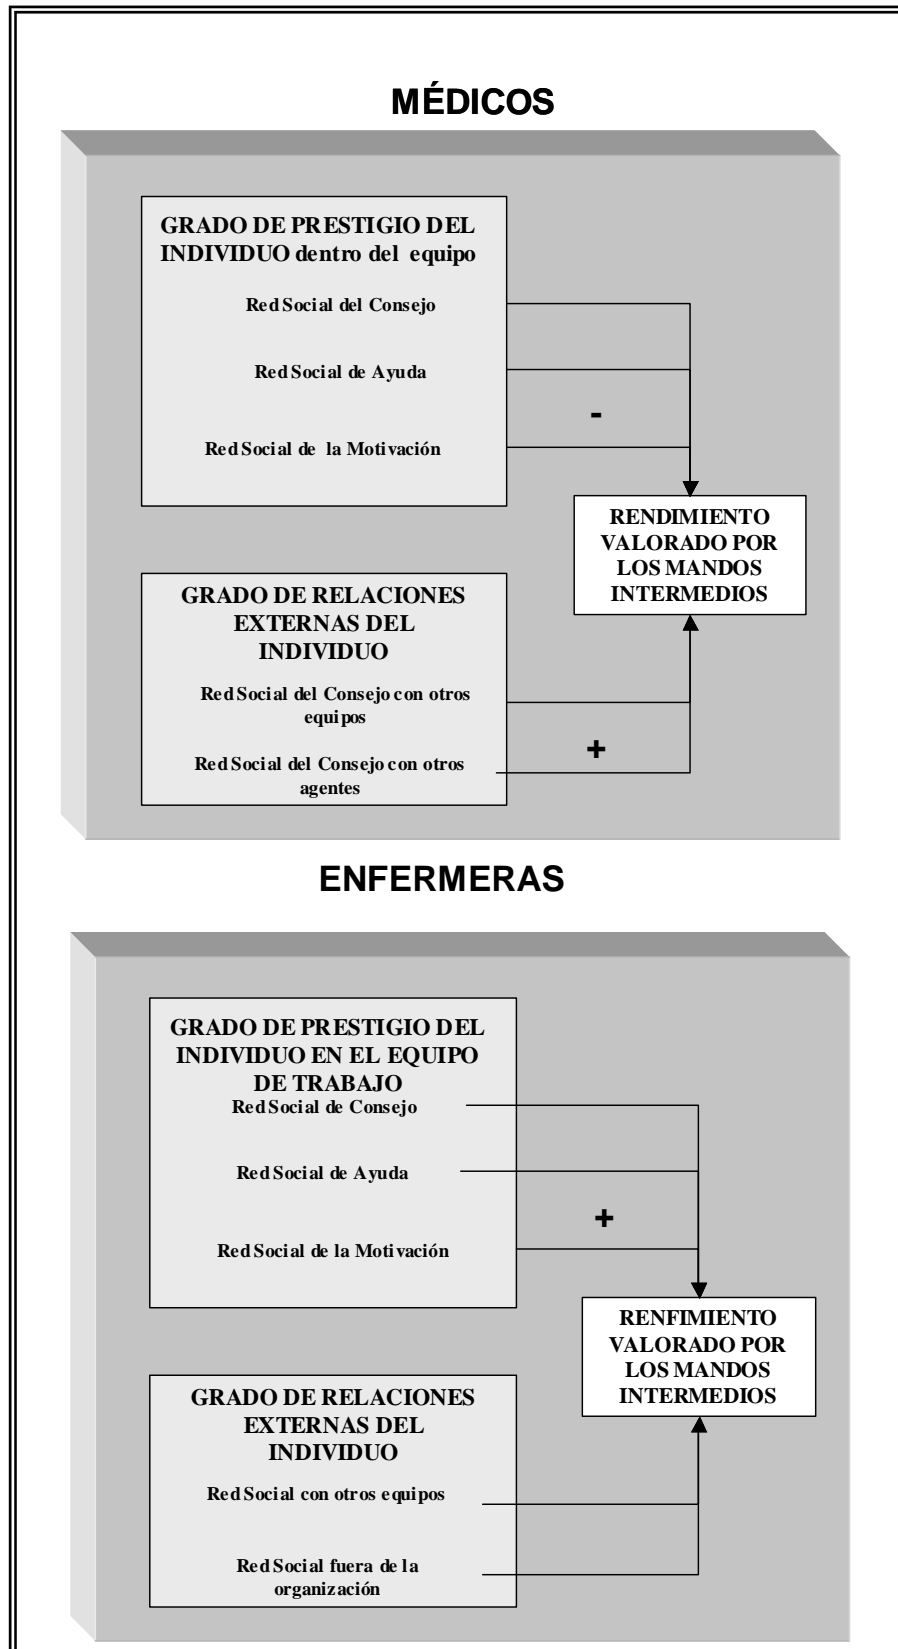 MÉDICOS
GRADO DE PRESTIGIO DEL
INDIVIDUO dentro del equipo
Red Social del Consejo
Red Social de Ayuda
-
Red Social de la Motivación
RENDIMIENTO
VALORADO POR
LOS MANDOS
INTERMEDIOS
GRADO DE RELACIONES
EXTERNAS DEL
INDIVIDUO
Red Social del Consejo con otros
equipos
+
Red Social del Consejo con otros
agentes
ENFERMERAS
GRADO DE PRESTIGIO DEL
INDIVIDUO EN EL EQUIPO
DE TRABAJO
Red Social de Consejo
Red Social de Ayuda
+
Red Social de la Motivación
RENFIMIENTO
VALORADO POR
LOS MANDOS
INTERMEDIOS
GRADO DE RELACIONES
EXTERNAS DEL
INDIVIDUO
Red Social con otros equipos
Red Social fuera de la
organización